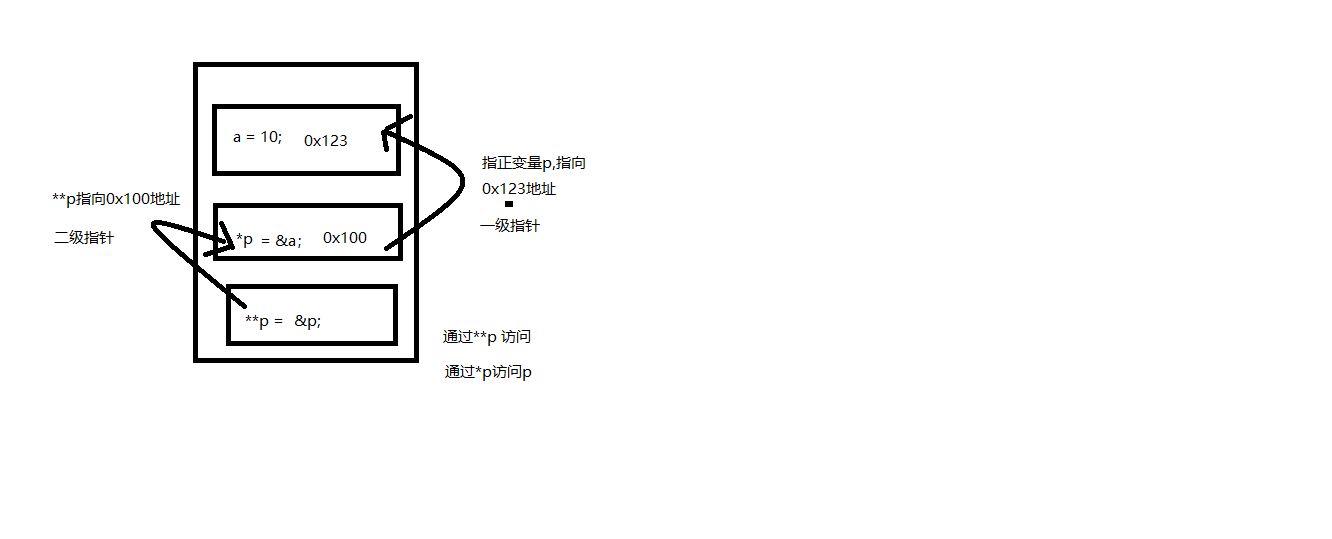 a = 10; 0x123
指正变量p,指向
0x123地址
一级指针
**p指向0x100地址
二级指针
*p = &a; 0x100
**p = &p;
通过**p 访问
通过*p访问p